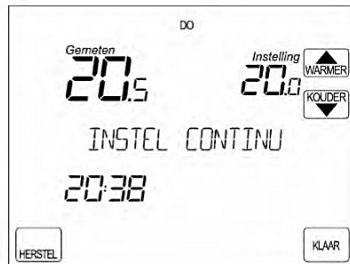 DO
Gemeten
Instelling
20.5
20.0
WARMER
KOUDER
INSTEL CONTINU
20:38
HERSTEL
KLAAR